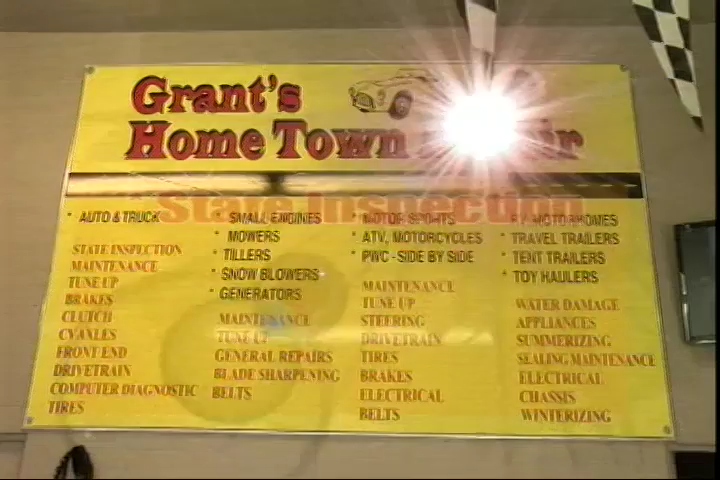 Grant's
Home Town
State Inspection
* AUTO & TRUCK
STATE INSPECTION
MAINTENANCE
TUNE UP
BRAKES
CLUTCH
CV AXLES
FRONT END
DRIVETRAIN
COMPUTER DIAGNOSTIC
TIRES
* SMALL ENGINES
* MOWERS
* TILLERS
* SNOW BLOWERS
* GENERATORS
MAINTENANCE
TUNE UP
GENERAL REPAIRS
BLADE SHARPENING
BELTS
* MOTOR SPORTS
* ATV, MOTORCYCLES
* PWC - SIDE BY SIDE
MAINTENANCE
TUNE UP
STEERING
DRIVETRAIN
TIRES
BRAKES
ELECTRICAL
BELTS
* RV MOTORHOMES
* TRAVEL TRAILERS
* TENT TRAILERS
* TOY HAULERS
WATER DAMAGE
APPLIANCES
SUMMERIZING
SEALING MAINTENANCE
ELECTRICAL
CHASSIS
WINTERIZING